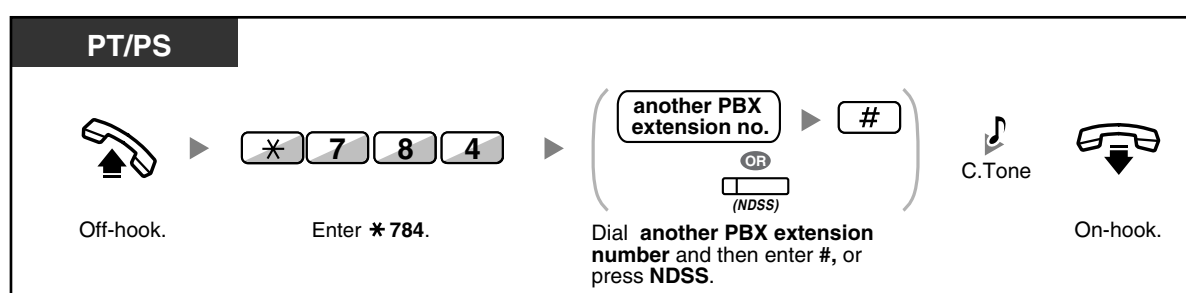 PT/PS
another PBX
extension no.
#
OR
(NDSS)
* 7 8 4
C.Tone
Off-hook.
Enter * 784.
Dial another PBX extension
number and then enter #, or
press NDSS.
On-hook.